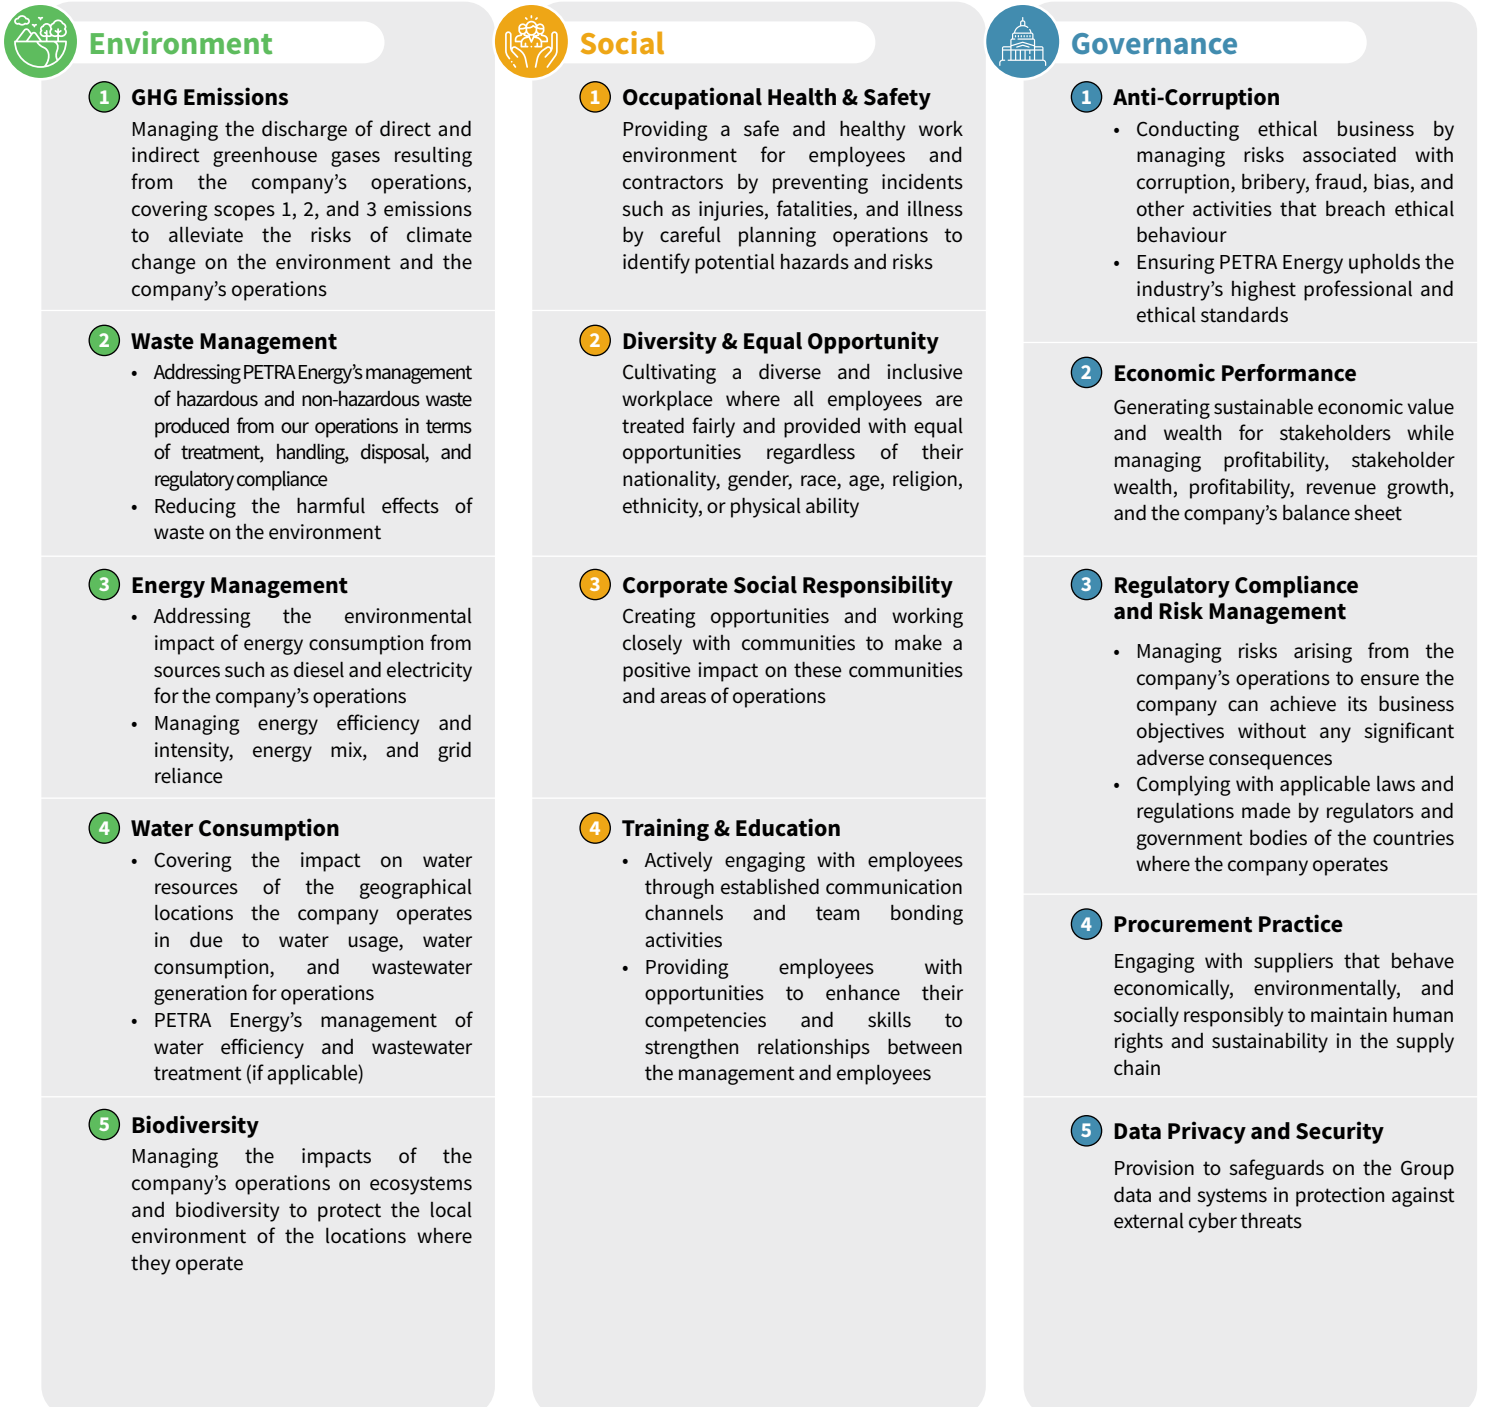 Environment
1 GHG Emissions
Managing the discharge of direct and
indirect greenhouse gases resulting
from the company’s operations,
covering scopes 1, 2, and 3 emissions
to alleviate the risks of climate
change on the environment and the
company’s operations
2 Waste Management
• Addressing PETRA Energy’s management
of hazardous and non-hazardous waste
produced from our operations in terms
of treatment, handling, disposal, and
regulatory compliance
• Reducing the harmful effects of
waste on the environment
3 Energy Management
• Addressing the environmental
impact of energy consumption from
sources such as diesel and electricity
for the company’s operations
• Managing energy efficiency and
intensity, energy mix, and grid
reliance
4 Water Consumption
• Covering the impact on water
resources of the geographical
locations the company operates
in due to water usage, water
consumption, and wastewater
generation for operations
• PETRA Energy’s management of
water efficiency and wastewater
treatment (if applicable)
5 Biodiversity
Managing the impacts of the
company’s operations on ecosystems
and biodiversity to protect the local
environment of the locations where
they operate
Social
1 Occupational Health & Safety
Providing a safe and healthy work
environment for employees and
contractors by preventing incidents
such as injuries, fatalities, and illness
by careful planning operations to
identify potential hazards and risks
2 Diversity & Equal Opportunity
Cultivating a diverse and inclusive
workplace where all employees are
treated fairly and provided with equal
opportunities regardless of their
nationality, gender, race, age, religion,
ethnicity, or physical ability
3 Corporate Social Responsibility
Creating opportunities and working
closely with communities to make a
positive impact on these communities
and areas of operations
4 Training & Education
• Actively engaging with employees
through established communication
channels and team bonding
activities
• Providing employees with
opportunities to enhance their
competencies and skills to
strengthen relationships between
the management and employees
Governance
1 Anti-Corruption
• Conducting ethical business by
managing risks associated with
corruption, bribery, fraud, bias, and
other activities that breach ethical
behaviour
• Ensuring PETRA Energy upholds the
industry’s highest professional and
ethical standards
2 Economic Performance
Generating sustainable economic value
and wealth for stakeholders while
managing profitability, stakeholder
wealth, profitability, revenue growth,
and the company’s balance sheet
3 Regulatory Compliance
and Risk Management
• Managing risks arising from the
company’s operations to ensure the
company can achieve its business
objectives without any significant
adverse consequences
• Complying with applicable laws and
regulations made by regulators and
government bodies of the countries
where the company operates
4 Procurement Practice
Engaging with suppliers that behave
economically, environmentally, and
socially responsibly to maintain human
rights and sustainability in the supply
chain
5 Data Privacy and Security
Provision to safeguards on the Group
data and systems in protection against
external cyber threats